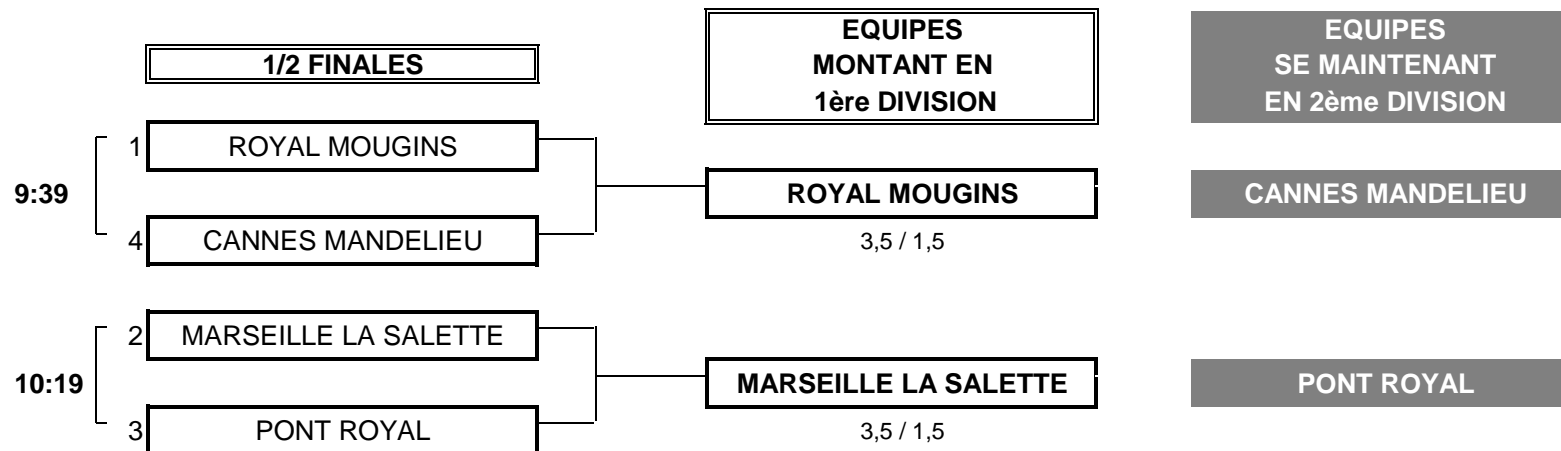 1/2 FINALES
EQUIPES
MONTANT EN
1ère DIVISION
EQUIPES
SE MAINTENANT
EN 2ème DIVISION
9:39
1 ROYAL MOUGINS
4 CANNES MANDELIEU
ROYAL MOUGINS
3,5 / 1,5
CANNES MANDELIEU
10:19
2 MARSEILLE LA SALETTE
3 PONT ROYAL
MARSEILLE LA SALETTE
3,5 / 1,5
PONT ROYAL